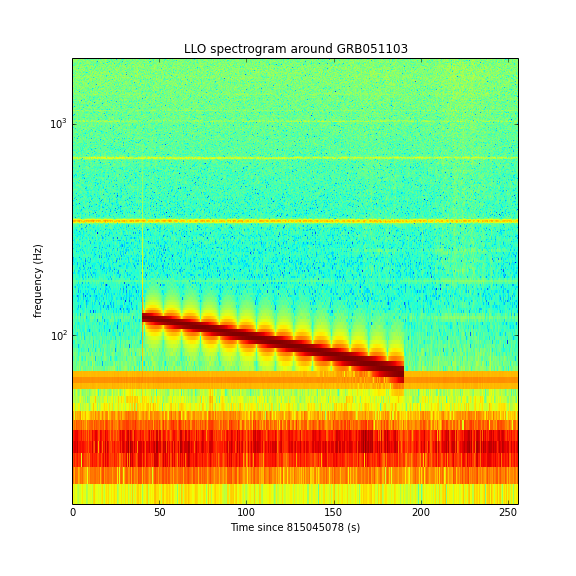 LLO spectrogram around GRB051103
frequency (Hz)
10³
10²
0 50 100 150 200 250
Time since 815045078 (s)